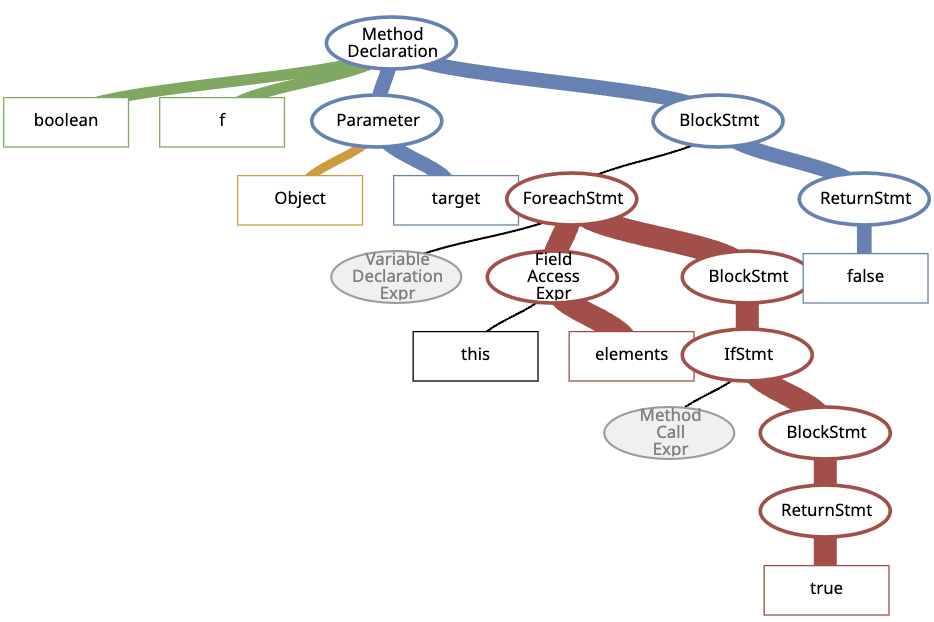 Method
Declaration
boolean
f
Parameter
BlockStmt
Object
target
ForeachStmt
ReturnStmt
Variable
Declaration
Expr
Field
Access
Expr
BlockStmt
false
this
elements
IfStmt
Method
Call
Expr
BlockStmt
ReturnStmt
true